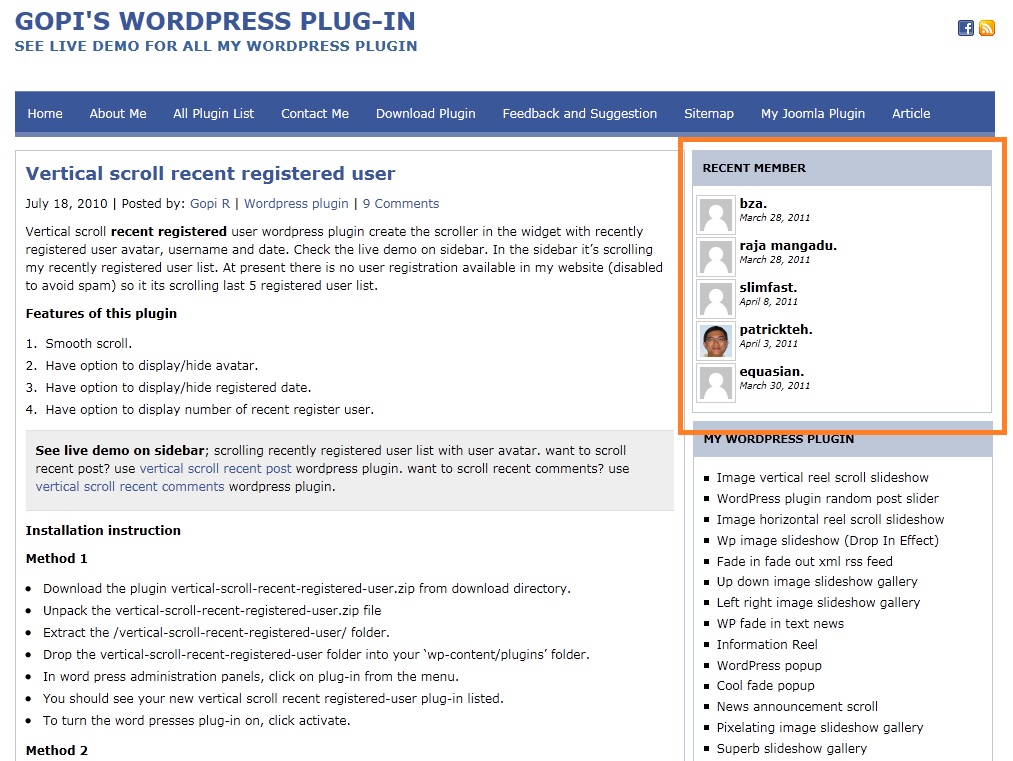 GOPI'S WORDPRESS PLUG-IN
SEE LIVE DEMO FOR ALL MY WORDPRESS PLUGIN
Home About Me All Plugin List Contact Me Download Plugin Feedback and Suggestion Sitemap My Joomla Plugin Article
Vertical scroll recent registered user
July 18, 2010 | Posted by: Gopi R | Wordpress plugin | 9 Comments
Vertical scroll recent registered user wordpress plugin create the scroller in the widget with recently
registered user avatar, username and date. Check the live demo on sidebar. In the sidebar it’s scrolling
my recently registered user list. At present there is no user registration available in my website (disabled
to avoid spam) so it its scrolling last 5 registered user list.
Features of this plugin
1. Smooth scroll.
2. Have option to display/hide avatar.
3. Have option to display/hide registered date.
4. Have option to display number of recent register user.
See live demo on sidebar; scrolling recently registered user list with user avatar. want to scroll
recent post? use vertical scroll recent post wordpress plugin. want to scroll recent comments? use
vertical scroll recent comments wordpress plugin.
Installation instruction
Method 1
• Download the plugin vertical-scroll-recent-registered-user.zip from download directory.
• Unpack the vertical-scroll-recent-registered-user.zip file
• Extract the /vertical-scroll-recent-registered-user/ folder.
• Drop the vertical-scroll-recent-registered-user folder into your ‘wp-content/plugins’ folder.
• In word press administration panels, click on plug-in from the menu.
• You should see your new vertical scroll recent registered-user plug-in listed.
• To turn the word presses plug-in on, click activate.
Method 2
RECENT MEMBER
bza.
March 28, 2011
raja mangadu.
March 28, 2011
slimfast.
April 8, 2011
patrickteh.
April 3, 2011
equasian.
March 30, 2011
MY WORDPRESS PLUGIN
▪ Image vertical reel scroll slideshow
▪ WordPress plugin random post slider
▪ Image horizontal reel scroll slideshow
▪ Wp image slideshow (Drop In Effect)
▪ Fade in fade out xml rss feed
▪ Up down image slideshow gallery
▪ Left right image slideshow gallery
▪ WP fade in text news
▪ Information Reel
▪ WordPress popup
▪ Cool fade popup
▪ News announcement scroll
▪ Pixelating image slideshow gallery
▪ Superb slideshow gallery